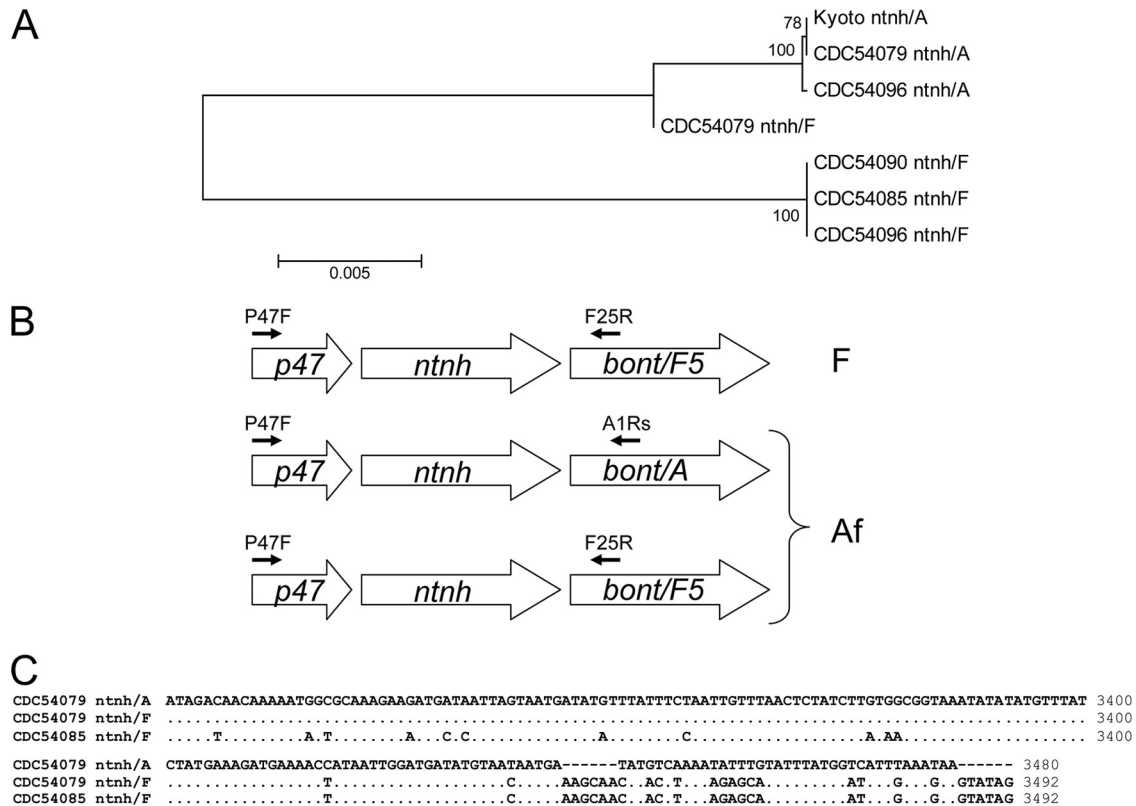 A
Kyoto ntnh/A
78
CDC54079 ntnh/A
100
CDC54096 ntnh/A
CDC54079 ntnh/F
CDC54090 ntnh/F
CDC54085 ntnh/F
100
CDC54096 ntnh/F
0.005
B
P47F F25R
p47 ntnh bont/F5 F
P47F A1Rs
p47 ntnh bont/A
Af
P47F F25R
p47 ntnh bont/F5
C
CDC54079 ntnh/A ATAGACAACAAAAATGGCGCAAAGAAGATGATAATTAGTAATGATATGTTTATTTCTAATTGTTTAACTCTATCTTGTGGCGGTAAATATATATGTTTAT 3400
CDC54079 ntnh/F .................................................................................................... 3400
CDC54085 ntnh/F .....T.........A.T........A...C.C..............A........C...................A.AA.................... 3400
CDC54079 ntnh/A CTATGAAAGATGAAAACCATAATTGGATGATATGTAATAATGA------TATGTCAAAATATTTGTATTTATGGTCATTTAAATAA------ 3480
CDC54079 ntnh/F .................T...................C.....AAGCAAC..AC.T...AGAGCA.........AT...G...G..GTATAG 3492
CDC54085 ntnh/F .................T...................C.....AAGCAAC..AC.T...AGAGCA.........AT...G...G..GTATAG 3492